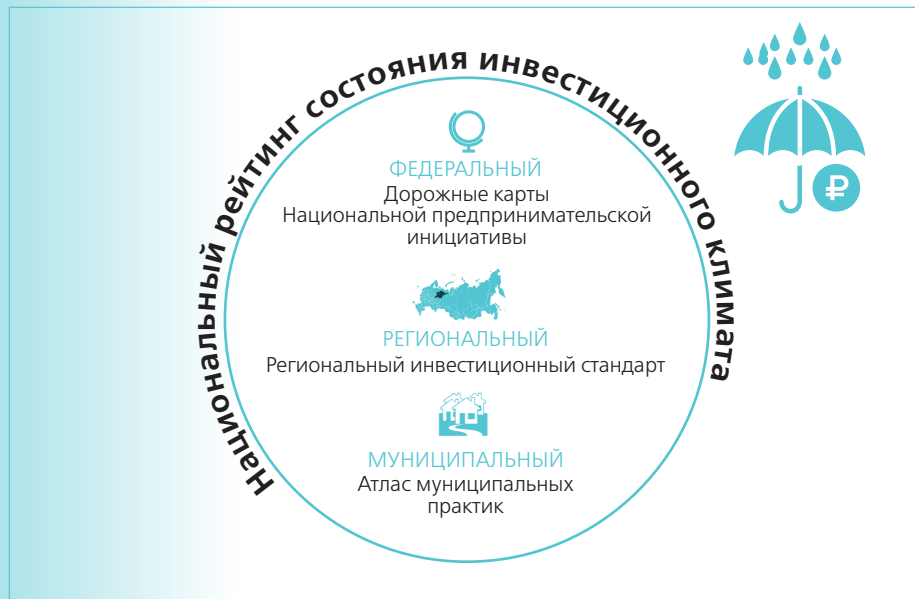 Национальный рейтинг состояния инвестиционного климата
ФЕДЕРАЛЬНЫЙ
Дорожные карты
Национальной предпринимательской
инициативы
РЕГИОНАЛЬНЫЙ
Региональный инвестиционный стандарт
МУНИЦИПАЛЬНЫЙ
Атлас муниципальных
практик
₽